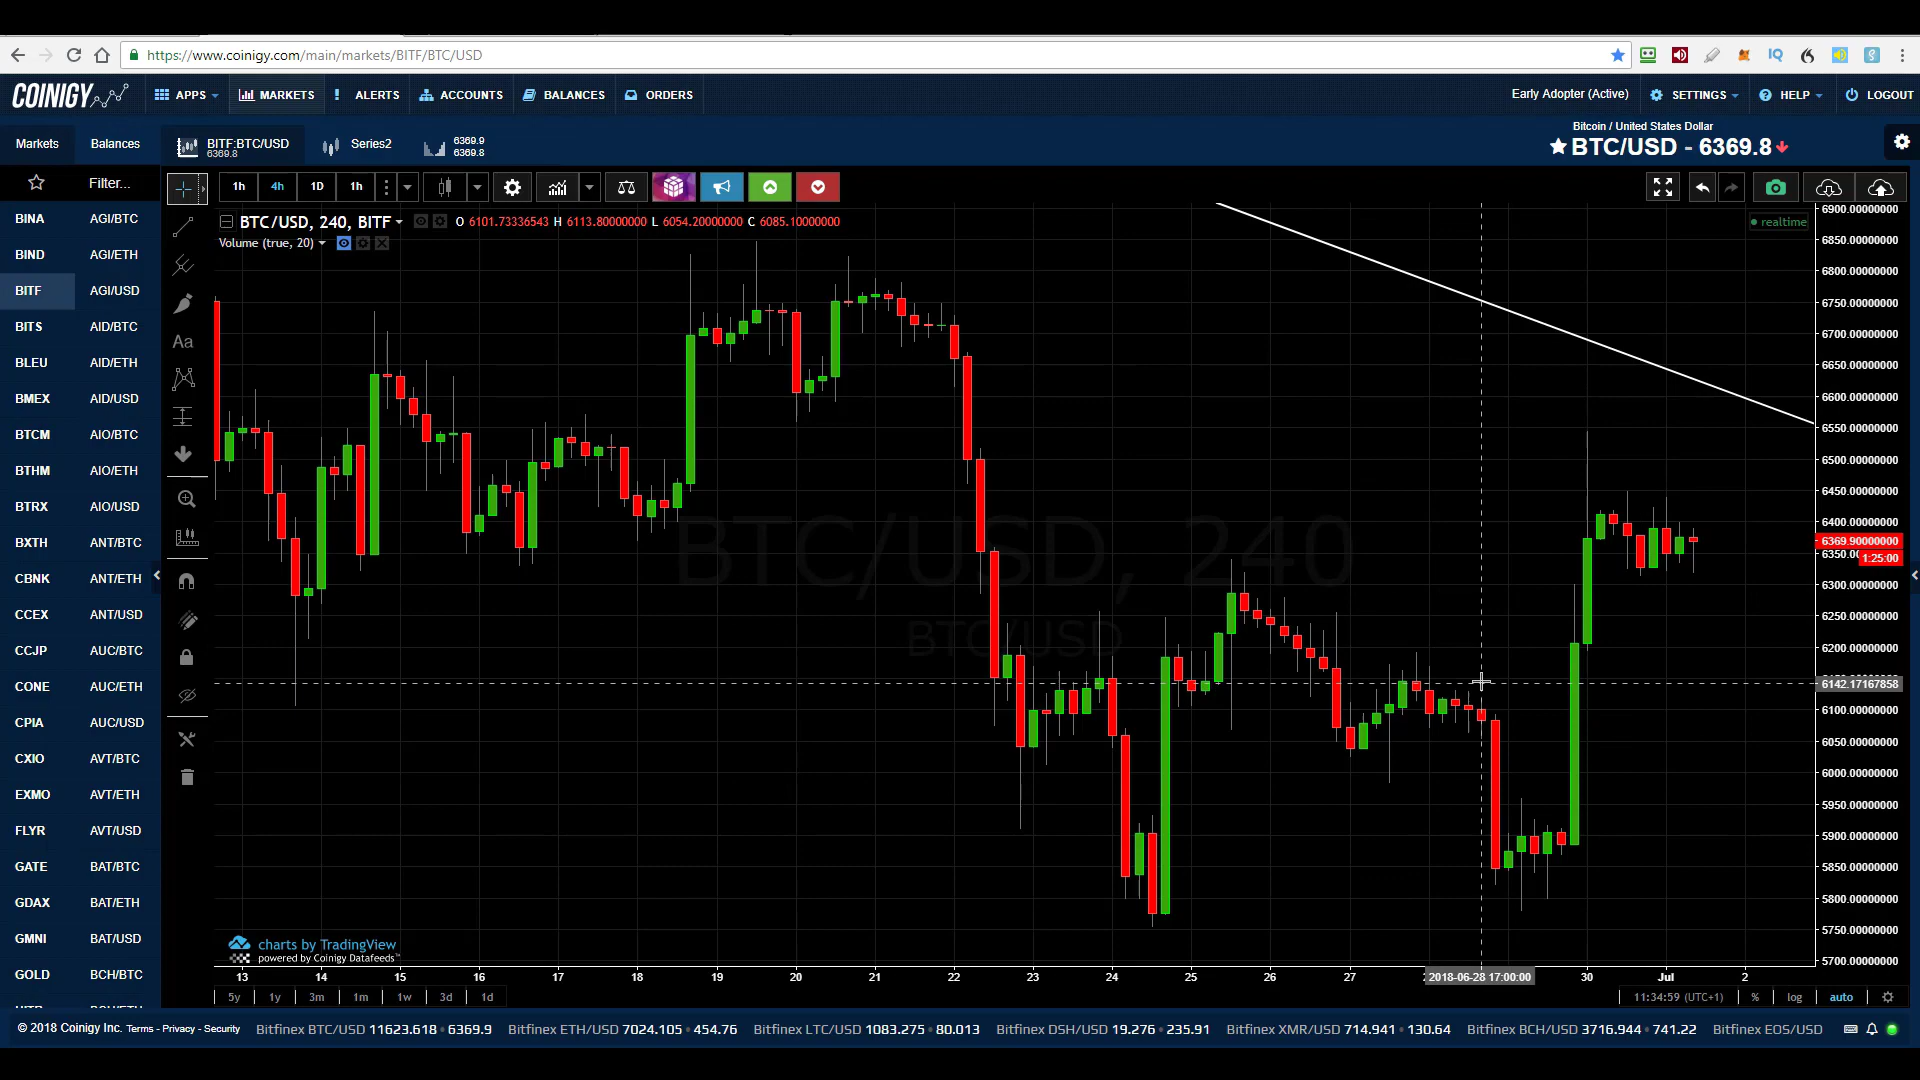 https://www.coinigy.com/main/markets/BITF/BTC/USD
COINIGY
APPS
MARKETS
ALERTS
ACCOUNTS
BALANCES
ORDERS
Early Adopter (Active)
SETTINGS
HELP
LOGOUT
Markets
Balances
BITF:BTC/USD
6369.8
Series2
6369.9
6369.8
Bitcoin / United States Dollar
BTC/USD - 6369.8
Filter...
1h
4h
1D
1h
BTC/USD, 240, BITF
O 6101.73336543 H 6113.80000000 L 6054.20000000 C 6085.10000000
Volume (true, 20)
realtime
BINA AGI/BTC
BIND AGI/ETH
BITF AGI/USD
BITS AID/BTC
BLEU AID/ETH
BMEX AID/USD
BTCM AIO/BTC
BTHM AIO/ETH
BTRX AIO/USD
BXTH ANT/BTC
CBNK ANT/ETH
CCEX ANT/USD
CCJP AUC/BTC
CONE AUC/ETH
CPIA AUC/USD
CXIO AVT/BTC
EXMO AVT/ETH
FLYR AVT/USD
GATE BAT/BTC
GDAX BAT/ETH
GMNI BAT/USD
GOLD BCH/BTC
Aa
BTC/USD, 240
BTC/USD
6900.00000000
6850.00000000
6800.00000000
6750.00000000
6700.00000000
6650.00000000
6600.00000000
6550.00000000
6500.00000000
6450.00000000
6400.00000000
6369.90000000
6350.00
1:25:00
6300.00000000
6250.00000000
6200.00000000
6142.17167858
6100.00000000
6050.00000000
6000.00000000
5950.00000000
5900.00000000
5850.00000000
5800.00000000
5750.00000000
5700.00000000
charts by TradingView
powered by Coinigy Datafeeds™
13 14 15 16 17 18 19 20 21 22 23 24 25 26 27 2018-06-28 17:00:00 30 Jul 2
5y 1y 3m 1m 1w 3d 1d
11:34:59 (UTC+1) % log auto
© 2018 Coinigy Inc. Terms - Privacy - Security
Bitfinex BTC/USD 11623.618 • 6369.9 Bitfinex ETH/USD 7024.105 • 454.76 Bitfinex LTC/USD 1083.275 • 80.013 Bitfinex DSH/USD 19.276 • 235.91 Bitfinex XMR/USD 714.941 • 130.64 Bitfinex BCH/USD 3716.944 • 741.22 Bitfinex EOS/USD